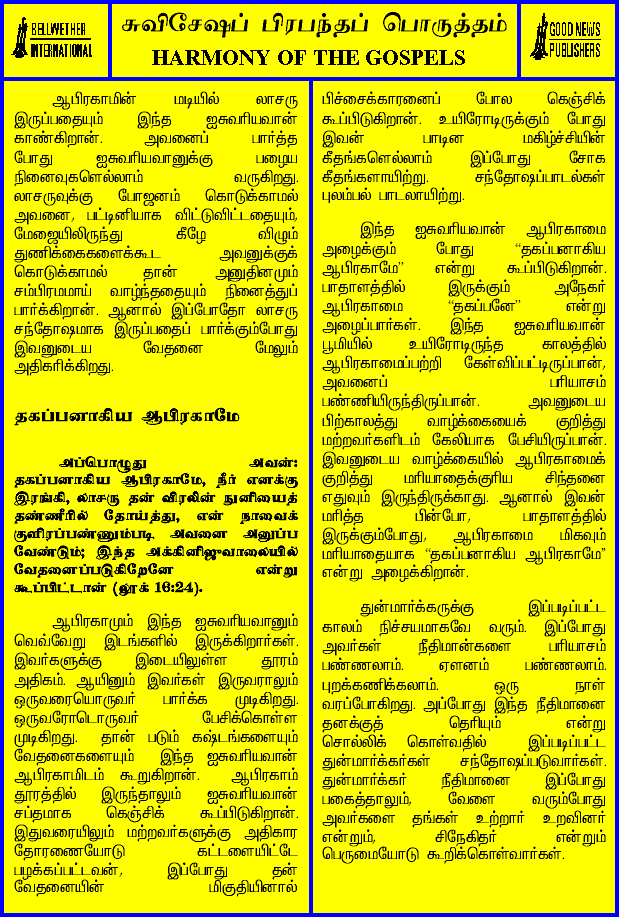 BELLWETHER
INTERNATIONAL
சுவிசேஷப் பிரபந்தப் பொருத்தம்
HARMONY OF THE GOSPELS
GOOD NEWS
PUBLISHERS
ஆபிரகாமின் மடியில் லாசரு
இருப்பதையும் இந்த ஐசுவரியவான்
காண்கிறான். அவனைப் பார்த்த
போது ஐசுவரியவானுக்கு பழைய
நினைவுகளெல்லாம் வருகிறது.
லாசருவுக்கு போஜனம் கொடுக்காமல்
அவனை, பட்டினியாக விட்டுவிட்டதையும்,
மேஜையிலிருந்து கீழே விழும்
துணிக்கைகளைக்கூட அவனுக்குக்
கொடுக்காமல் தான் அனுதினமும்
சம்பிரமமாய் வாழ்ந்ததையும் நினைத்துப்
பார்க்கிறான். ஆனால் இப்போதோ லாசரு
சந்தோஷமாக இருப்பதைப் பார்க்கும்போது
இவனுடைய வேதனை மேலும்
அதிகரிக்கிறது.
தகப்பனாகிய ஆபிரகாமே
அப்பொழுது அவன்:
தகப்பனாகிய ஆபிரகாமே, நீர் எனக்கு
இரங்கி, லாசரு தன் விரலின் நுனியைத்
தண்ணீரில் தோய்த்து, என் நாவைக்
குளிரப்பண்ணும்படி அவனை அனுப்ப
வேண்டும்; இந்த அக்கினிஜுவாலையில்
வேதனைப்படுகிறேனே என்று
கூப்பிட்டான் (லூக் 16:24).
ஆபிரகாமும் இந்த ஐசுவரியவானும்
வெவ்வேறு இடங்களில் இருக்கிறார்கள்.
இவர்களுக்கு இடையிலுள்ள தூரம்
அதிகம். ஆயினும் இவர்கள் இருவராலும்
ஒருவரையொருவர் பார்க்க முடிகிறது.
ஒருவரோடொருவர் பேசிக்கொள்ள
முடிகிறது. தான் படும் கஷ்டங்களையும்
வேதனைகளையும் இந்த ஐசுவரியவான்
ஆபிரகாமிடம் கூறுகிறான். ஆபிரகாம்
தூரத்தில் இருந்தாலும் ஐசுவரியவான்
சப்தமாக கெஞ்சிக் கூப்பிடுகிறான்.
இதுவரையிலும் மற்றவர்களுக்கு அதிகார
தோரணையோடு கட்டளையிட்டே
பழக்கப்பட்டவன், இப்போது தன்
வேதனையின் மிகுதியினால்
பிச்சைக்காரனைப் போல கெஞ்சிக்
கூப்பிடுகிறான். உயிரோடிருக்கும் போது
இவன் பாடின மகிழ்ச்சியின்
கீதங்களெல்லாம் இப்போது சோக
கீதங்களாயிற்று. சந்தோஷப்பாடல்கள்
புலம்பல் பாடலாயிற்று.
இந்த ஐசுவரியவான் ஆபிரகாமை
அழைக்கும் போது “தகப்பனாகிய
ஆபிரகாமே” என்று கூப்பிடுகிறான்.
பாதாளத்தில் இருக்கும் அநேகர்
ஆபிரகாமை “தகப்பனே” என்று
அழைப்பார்கள். இந்த ஐசுவரியவான்
பூமியில் உயிரோடிருந்த காலத்தில்
ஆபிரகாமைப்பற்றி கேள்விப்பட்டிருப்பான்,
அவனைப் பரியாசம்
பண்ணியிருந்திருப்பான். அவனுடைய
பிற்காலத்து வாழ்க்கையைக் குறித்து
மற்றவர்களிடம் கேலியாக பேசியிருப்பான்.
இவனுடைய வாழ்க்கையில் ஆபிரகாமைக்
குறித்து மரியாதைக்குரிய சிந்தனை
எதுவும் இருந்திருக்காது. ஆனால் இவன்
மரித்த பின்போ, பாதாளத்தில்
இருக்கும்போது, ஆபிரகாமை மிகவும்
மரியாதையாக “தகப்பனாகிய ஆபிரகாமே”
என்று அழைக்கிறான்.
துன்மார்க்கருக்கு இப்படிப்பட்ட
காலம் நிச்சயமாகவே வரும். இப்போது
அவர்கள் நீதிமான்களை பரியாசம்
பண்ணலாம். ஏளனம் பண்ணலாம்.
புறக்கணிக்கலாம். ஒரு நாள்
வரப்போகிறது. அப்போது இந்த நீதிமானை
தனக்குத் தெரியும் என்று
சொல்லிக் கொள்வதில் இப்படிப்பட்ட
துன்மார்க்கர்கள் சந்தோஷப்படுவார்கள்.
துன்மார்க்கர் நீதிமானை இப்போது
பகைத்தாலும், வேளை வரும்போது
அவர்களை தங்கள் உற்றார் உறவினர்
என்றும், சிநேகிதர் என்றும்
பெருமையோடு கூறிக்கொள்வார்கள்.